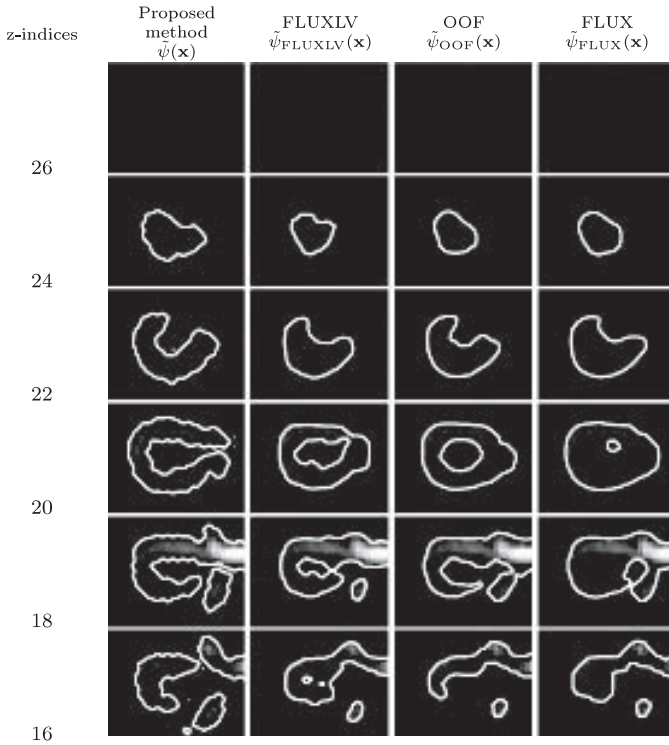 z-indices
Proposed
method
ψ̃(x)
FLUXLV
ψ̃FLUXLV(x)
OOF
ψ̃OOF(x)
FLUX
ψ̃FLUX(x)
26
24
22
20
18
16